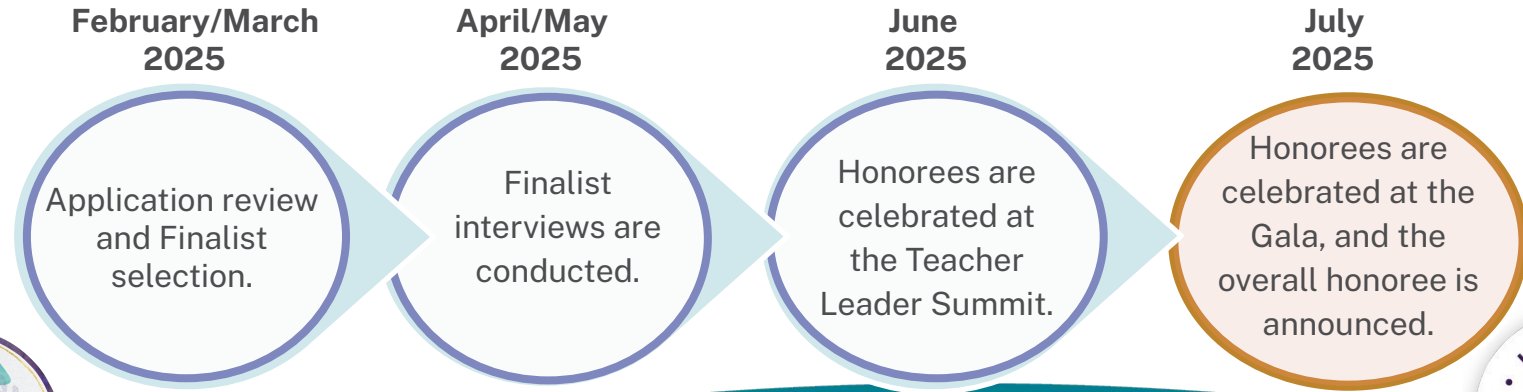 February/March
2025
April/May
2025
June
2025
July
2025
Application review
and Finalist
selection.
Finalist
interviews are
conducted.
Honorees are
celebrated at
the Teacher
Leader Summit.
Honorees are
celebrated at the
Gala, and the
overall honoree is
announced.